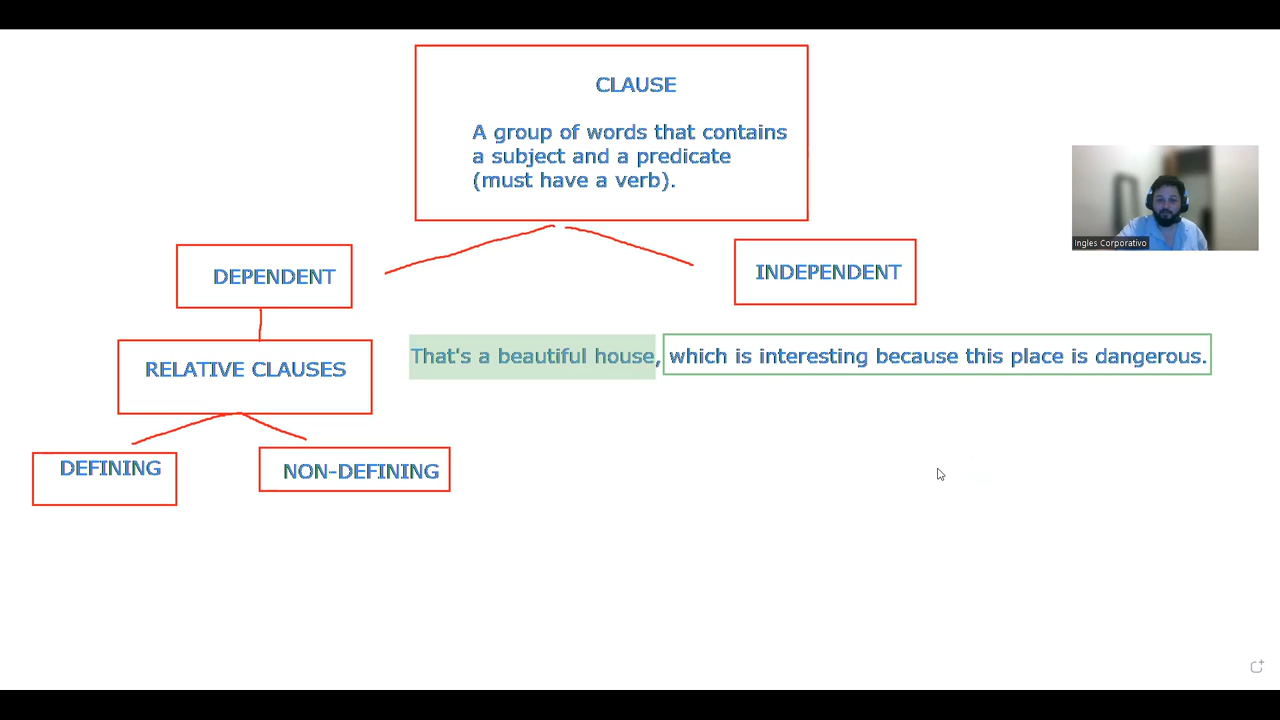 CLAUSE
A group of words that contains
a subject and a predicate
(must have a verb).
DEPENDENT
INDEPENDENT
Ingles Corporativo
RELATIVE CLAUSES
That's a beautiful house, which is interesting because this place is dangerous.
DEFINING
NON-DEFINING